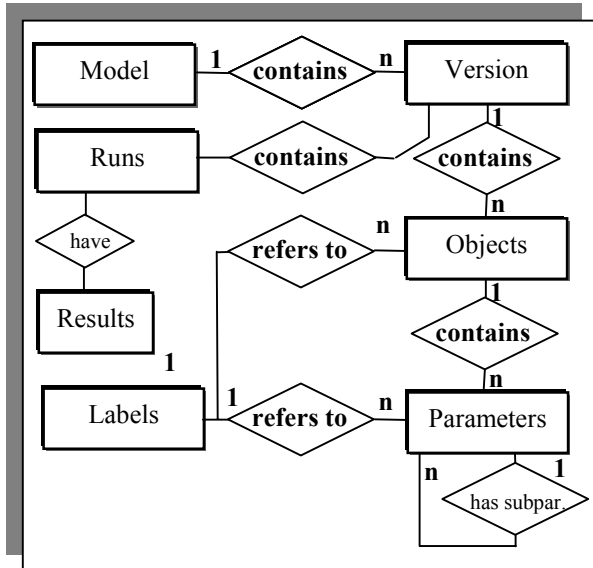 Model 1 contains n Version
Runs contains 1
contains
have n
refers to n Objects
Results 1
contains
1
n
Labels 1 refers to n Parameters
n 1
has subpar.